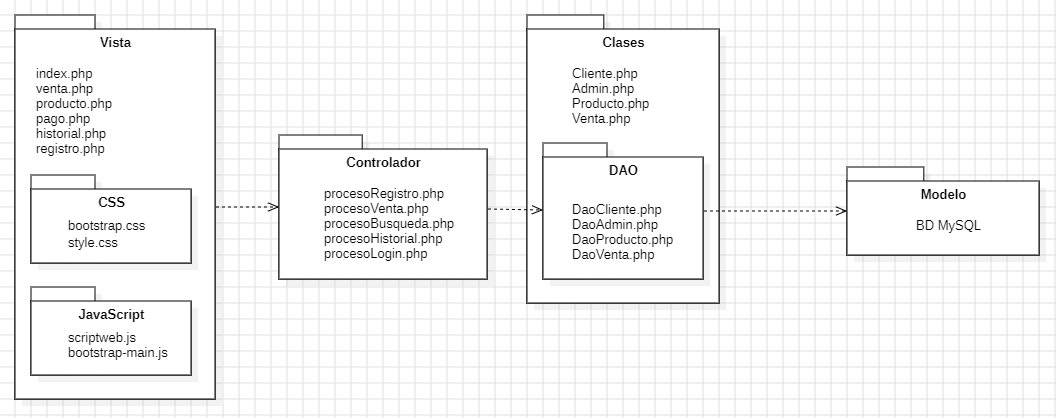 Vista
index.php
venta.php
producto.php
pago.php
historial.php
registro.php
CSS
bootstrap.css
style.css
JavaScript
scriptweb.js
bootstrap-main.js
Controlador
procesoRegistro.php
procesoVenta.php
procesoBusqueda.php
procesoHistorial.php
procesoLogin.php
Clases
Cliente.php
Admin.php
Producto.php
Venta.php
DAO
DaoCliente.php
DaoAdmin.php
DaoProducto.php
DaoVenta.php
Modelo
BD MySQL